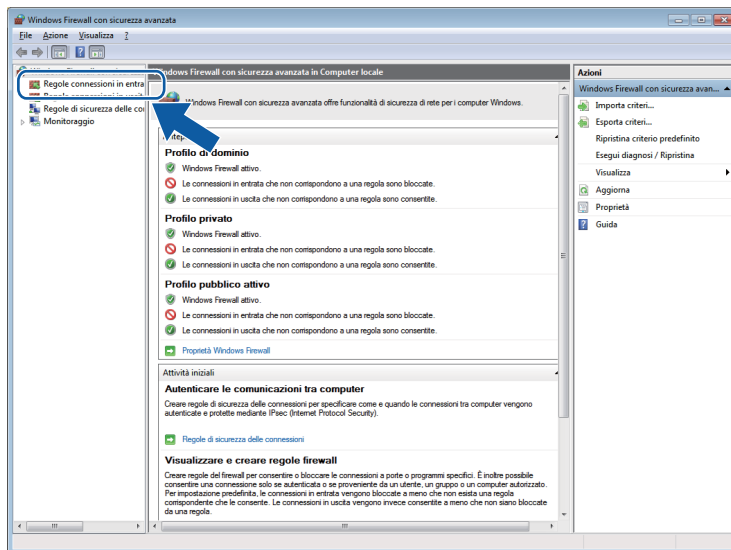 Windows Firewall con sicurezza avanzata
File Azione Visualizza ?
Regole connessioni in entra
Regole di sicurezza delle co
Monitoraggio
ndows Firewall con sicurezza avanzata in Computer locale
Windows Firewall con sicurezza avanzata offre funzionalità di sicurezza di rete per i computer Windows.
Profilo di dominio
Windows Firewall attivo.
Le connessioni in entrata che non corrispondono a una regola sono bloccate.
Le connessioni in uscita che non corrispondono a una regola sono consentite.
Profilo privato
Windows Firewall attivo.
Le connessioni in entrata che non corrispondono a una regola sono bloccate.
Le connessioni in uscita che non corrispondono a una regola sono consentite.
Profilo pubblico attivo
Windows Firewall attivo.
Le connessioni in entrata che non corrispondono a una regola sono bloccate.
Le connessioni in uscita che non corrispondono a una regola sono consentite.
Proprietà Windows Firewall
Attività iniziali
Autenticare le comunicazioni tra computer
Creare regole di sicurezza delle connessioni per specificare come e quando le connessioni tra computer vengono
autenticate e protette mediante IPsec (Internet Protocol Security).
Regole di sicurezza delle connessioni
Visualizzare e creare regole firewall
Creare regole del firewall per consentire o bloccare le connessioni a porte o programmi specifici. È inoltre possibile
consentire una connessione solo se autenticata o se proveniente da un utente, un gruppo o un computer autorizzato.
Per impostazione predefinita, le connessioni in entrata vengono bloccate a meno che non esista una regola
corrispondente che le consente. Le connessioni in uscita vengono invece consentite a meno che non siano bloccate
da una regola.
Azioni
Windows Firewall con sicurezza avan...
Importa criteri...
Esporta criteri...
Ripristina criterio predefinito
Esegui diagnosi / Ripristina
Visualizza
Aggiorna
Proprietà
Guida